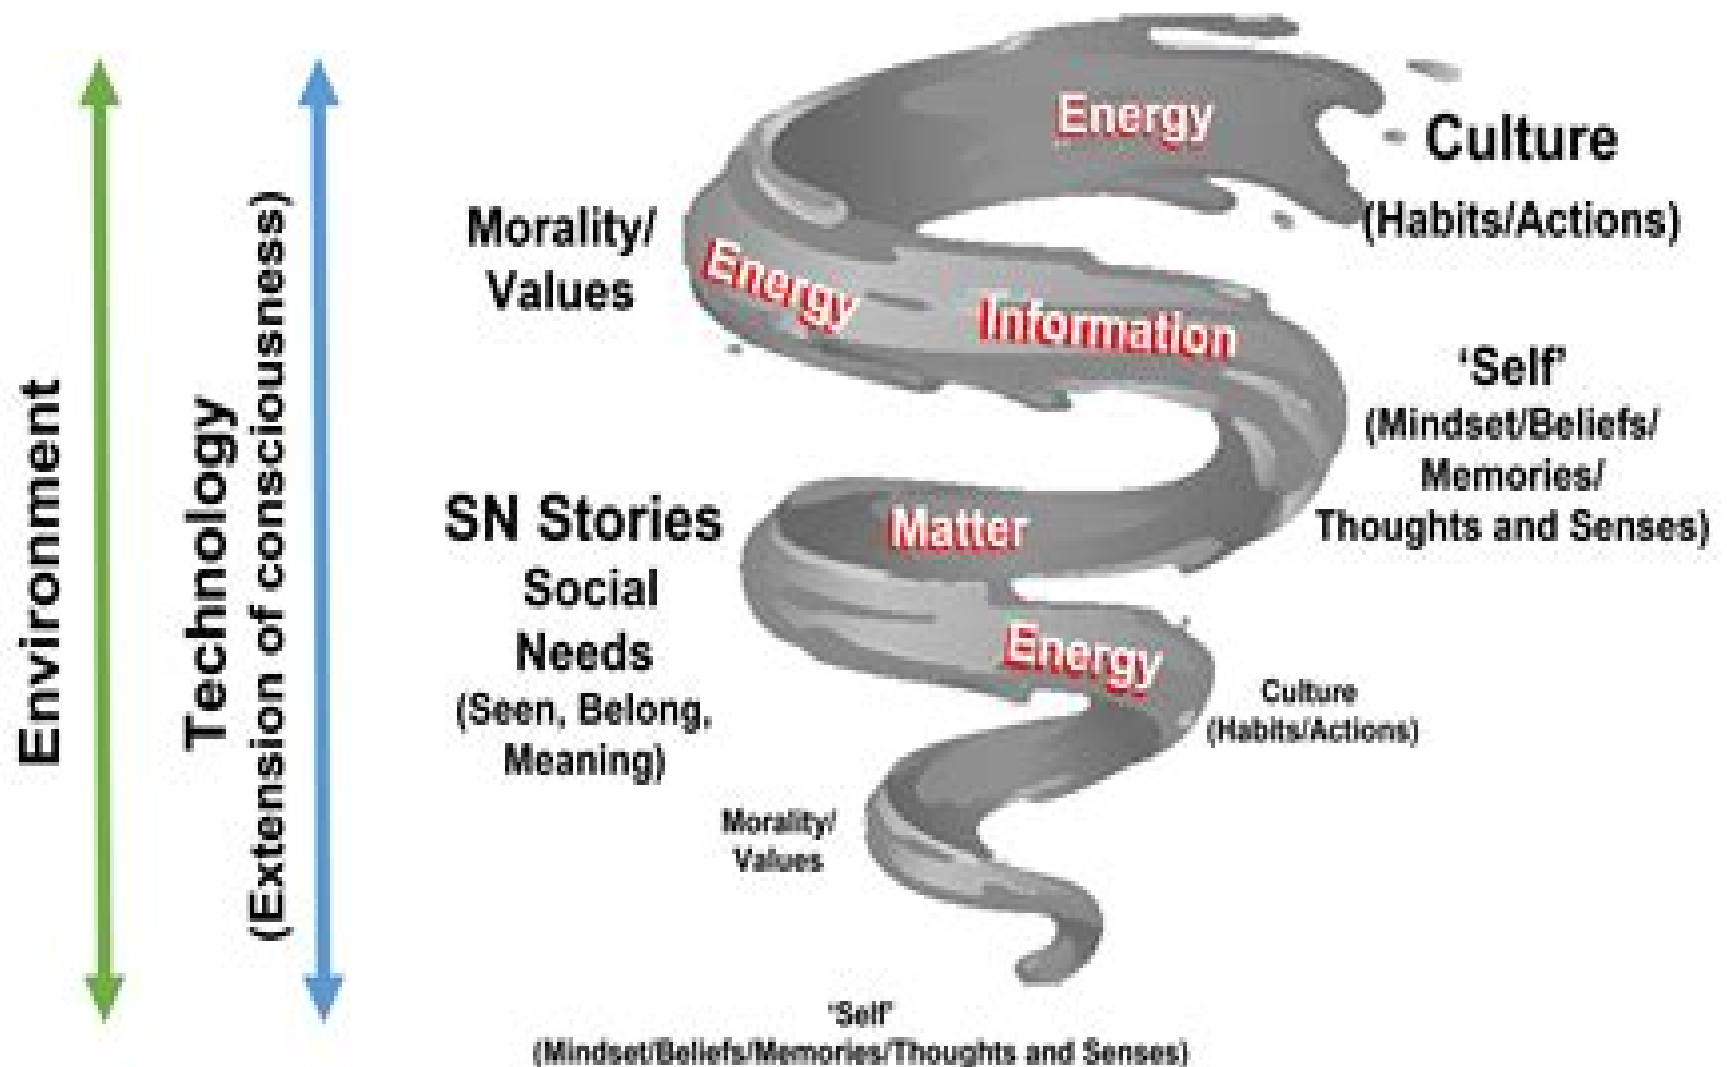 Environment
Technology
(Extension of consciousness)
Energy
Culture
(Habits/Actions)
Morality/
Values
Energy
Information
'Self'
(Mindset/Beliefs/
Memories/
Thoughts and Senses)
SN Stories
Social
Needs
(Seen, Belong,
Meaning)
Matter
Energy
Culture
(Habits/Actions)
Morality/
Values
'Self'
(Mindset/Beliefs/Memories/Thoughts and Senses)